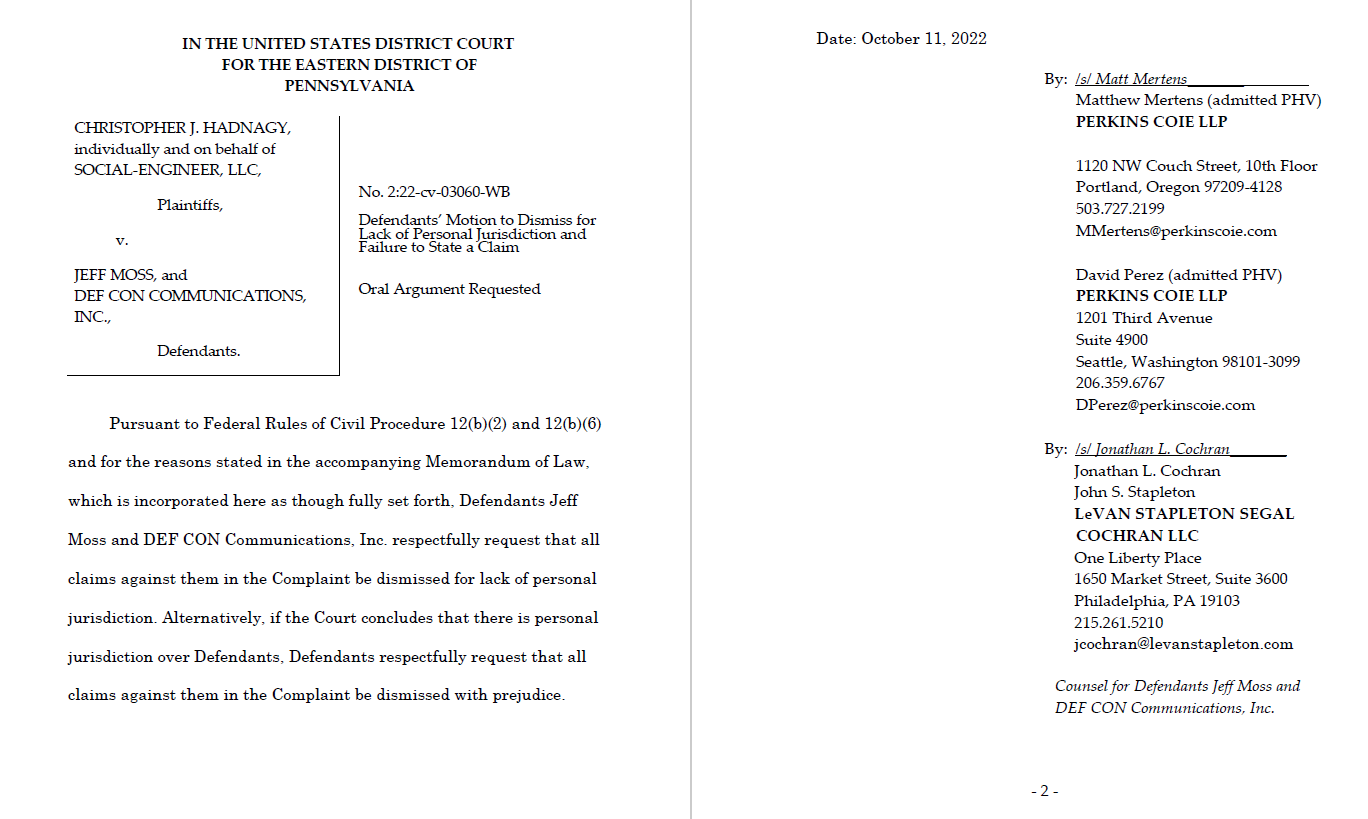 IN THE UNITED STATES DISTRICT COURT
FOR THE EASTERN DISTRICT OF
PENNSYLVANIA
CHRISTOPHER J. HADNAGY,
individually and on behalf of
SOCIAL-ENGINEER, LLC,
Plaintiffs,
v.
JEFF MOSS, and
DEF CON COMMUNICATIONS,
INC.,
Defendants.
No. 2:22-cv-03060-WB
Defendants’ Motion to Dismiss for
Lack of Personal Jurisdiction and
Failure to State a Claim
Oral Argument Requested
Pursuant to Federal Rules of Civil Procedure 12(b)(2) and 12(b)(6)
and for the reasons stated in the accompanying Memorandum of Law,
which is incorporated here as though fully set forth, Defendants Jeff
Moss and DEF CON Communications, Inc. respectfully request that all
claims against them in the Complaint be dismissed for lack of personal
jurisdiction. Alternatively, if the Court concludes that there is personal
jurisdiction over Defendants, Defendants respectfully request that all
claims against them in the Complaint be dismissed with prejudice.
Date: October 11, 2022
By: /s/ Matt Mertens
Matthew Mertens (admitted PHV)
PERKINS COIE LLP
1120 NW Couch Street, 10th Floor
Portland, Oregon 97209-4128
503.727.2199
MMertens@perkinscoie.com
David Perez (admitted PHV)
PERKINS COIE LLP
1201 Third Avenue
Suite 4900
Seattle, Washington 98101-3099
206.359.6767
DPerez@perkinscoie.com
By: /s/ Jonathan L. Cochran
Jonathan L. Cochran
John S. Stapleton
LeVAN STAPLETON SEGAL
COCHRAN LLC
One Liberty Place
1650 Market Street, Suite 3600
Philadelphia, PA 19103
215.261.5210
jcochran@levanstapleton.com
Counsel for Defendants Jeff Moss and
DEF CON Communications, Inc.
- 2 -